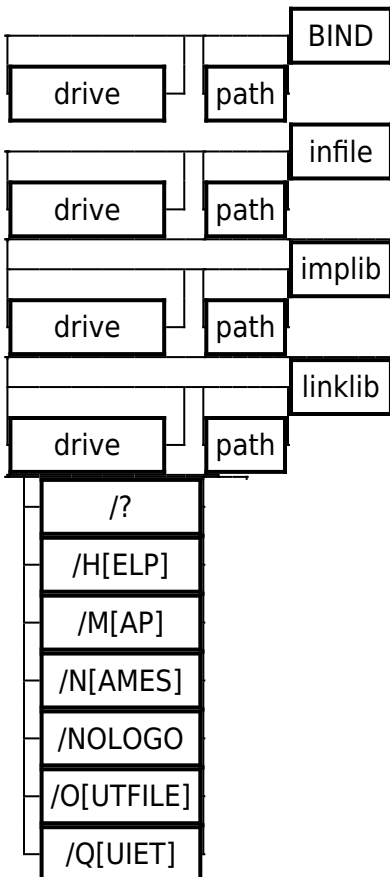 BIND
drive path
infile
drive path
implib
drive path
linklib
drive path
/?
/H[ELP]
/M[AP]
/N[AMES]
/NOLOGO
/O[UTFILE]
/Q[UIET]